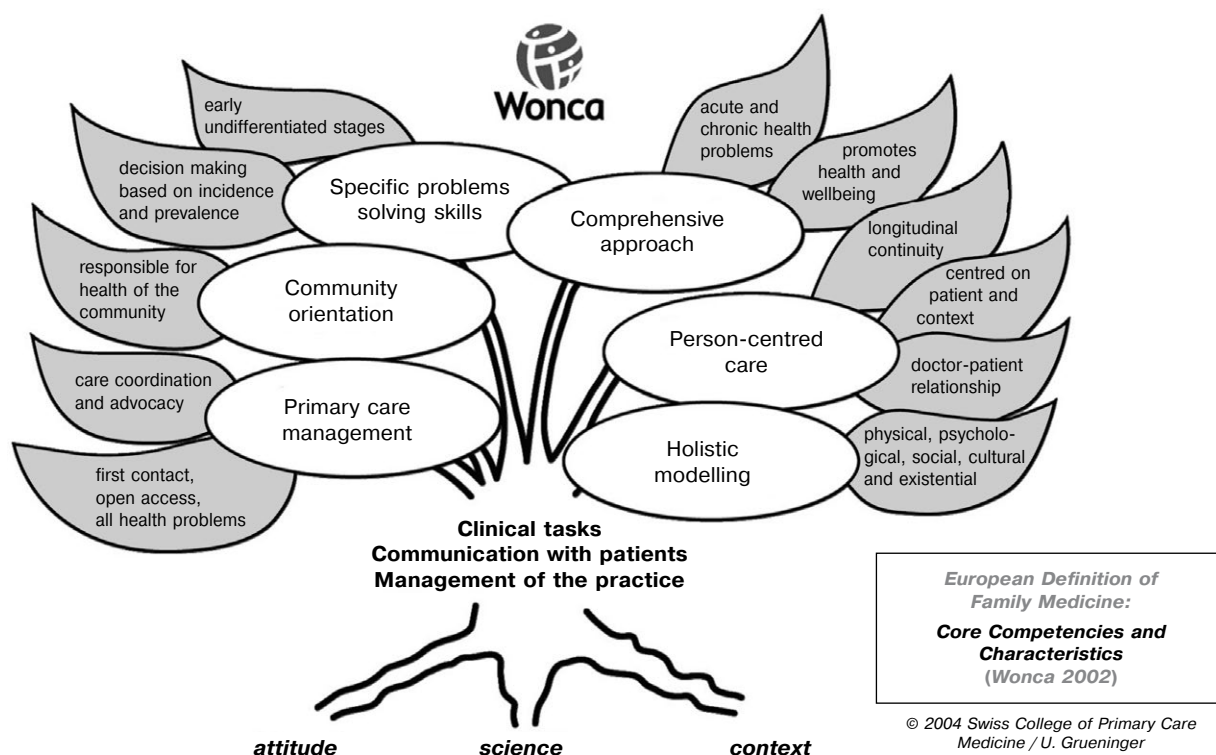 Wonca
early
undifferentiated stages
decision making
based on incidence
and prevalence
responsible for
health of the
community
care coordination
and advocacy
first contact,
open access,
all health problems
Specific problems
solving skills
Community
orientation
Primary care
management
Comprehensive
approach
Person-centred
care
Holistic
modelling
acute and
chronic health
problems
promotes
health and
wellbeing
longitudinal
continuity
centred on
patient and
context
doctor-patient
relationship
physical, psycholo-
gical, social, cultural
and existential
Clinical tasks
Communication with patients
Management of the practice
attitude
science
context
European Definition of
Family Medicine:
Core Competencies and
Characteristics
(Wonca 2002)
© 2004 Swiss College of Primary Care
Medicine / U. Grueninger